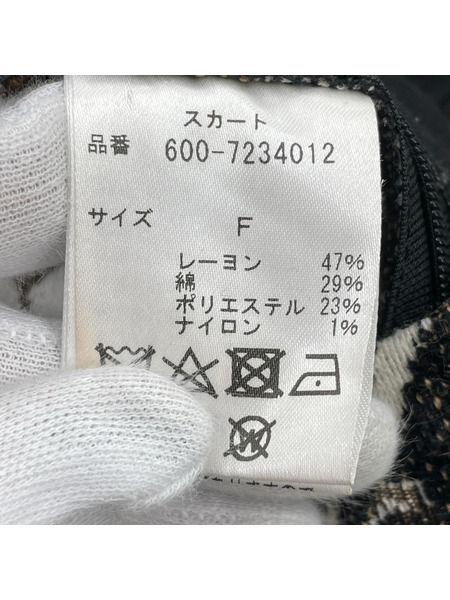 スカート
品番 600-7234012
サイズ F
レーヨン 47%
綿 29%
ポリエステル 23%
ナイロン 1%